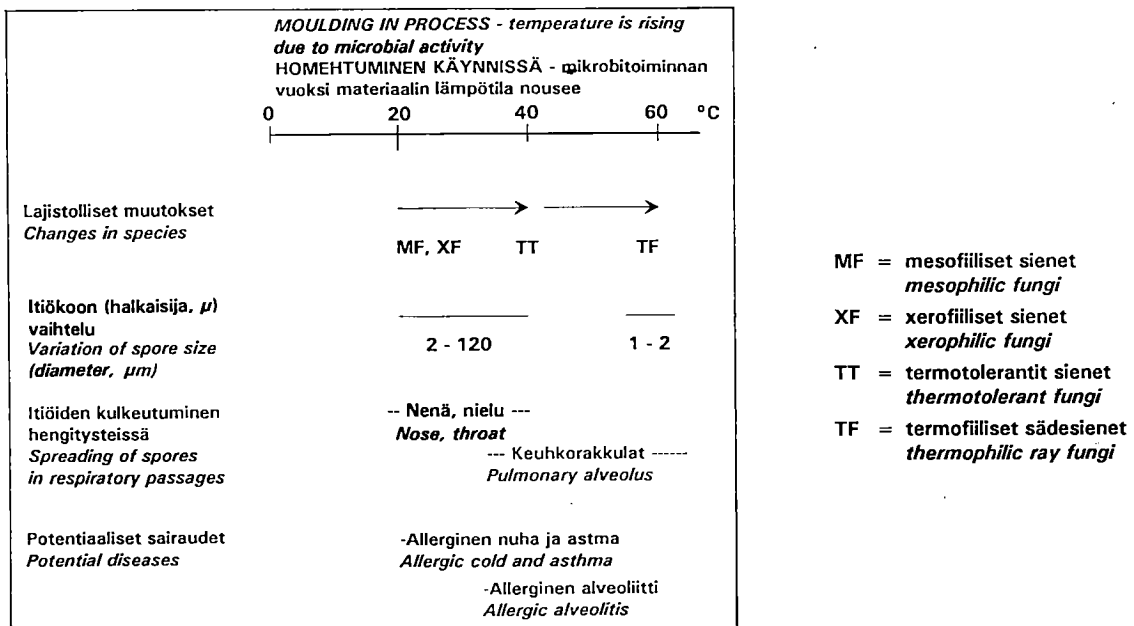 MOULDING IN PROCESS - temperature is rising
due to microbial activity
HOMEHTUMINEN KÄYNNISSÄ - mikrobitoiminnan
vuoksi materiaalin lämpötila nousee
0 20 40 60 °C
Lajistolliset muutokset
Changes in species
MF, XF TT TF
Itiökoon (halkaisija, µ)
vaihtelu
Variation of spore size
(diameter, µm)
2 - 120 1 - 2
Itiöiden kulkeutuminen
hengitysteissä
Spreading of spores
in respiratory passages
-- Nenä, nielu ---
Nose, throat
--- Keuhkorakkulat ------
Pulmonary alveolus
Potentiaaliset sairaudet
Potential diseases
-Allerginen nuha ja astma
Allergic cold and asthma
-Allerginen alveoliitti
Allergic alveolitis
MF = mesofiiliset sienet
mesophilic fungi
XF = xerofiiliset sienet
xerophilic fungi
TT = termotolerantit sienet
thermotolerant fungi
TF = termofiiliset sädesienet
thermophilic ray fungi